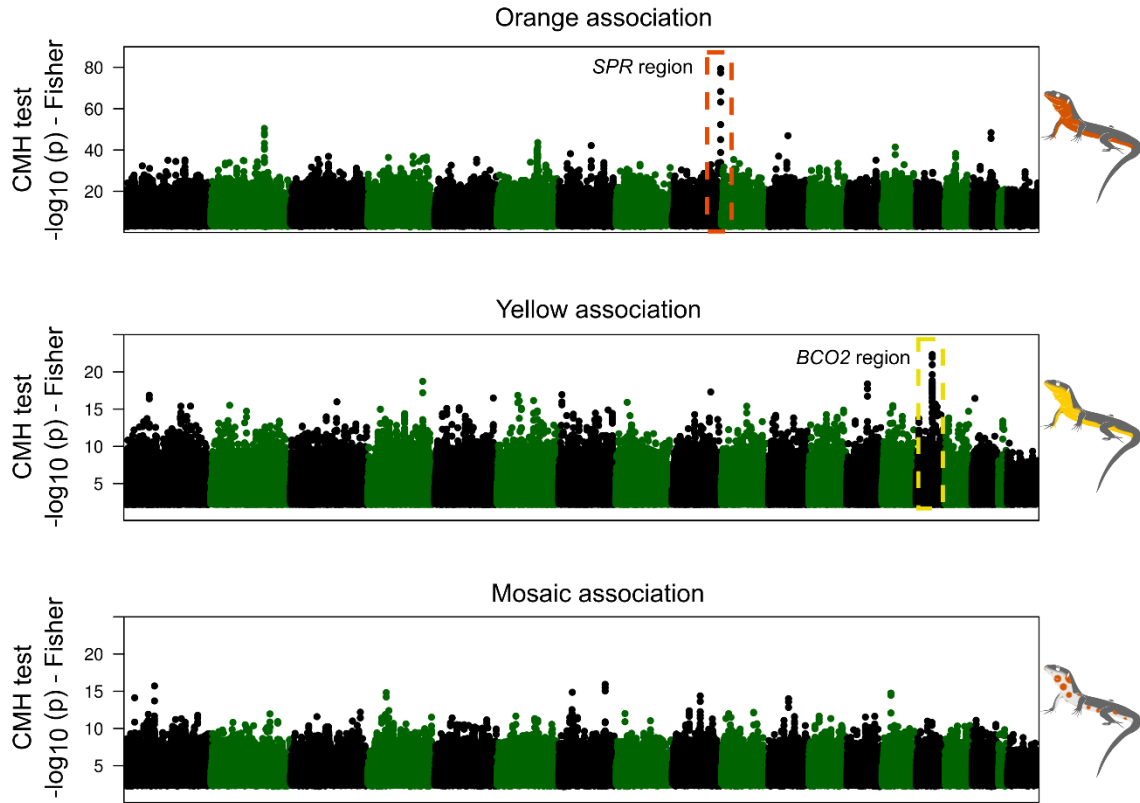 Orange association
CMH test
-log10 (p) - Fisher
80
60
40
20
SPR region
Yellow association
CMH test
-log10 (p) - Fisher
20
15
10
5
BCO2 region
Mosaic association
CMH test
-log10 (p) - Fisher
20
15
10
5